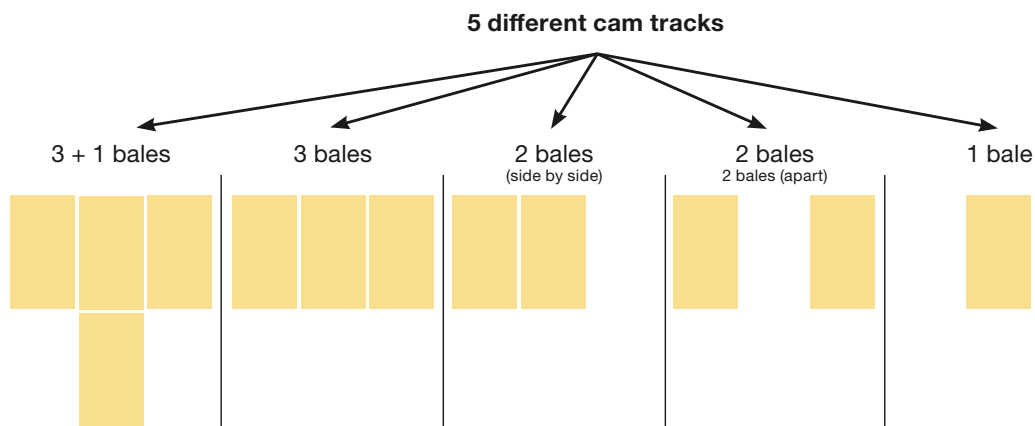 5 different cam tracks
3 + 1 bales
3 bales
2 bales
(side by side)
2 bales
2 bales (apart)
1 bale